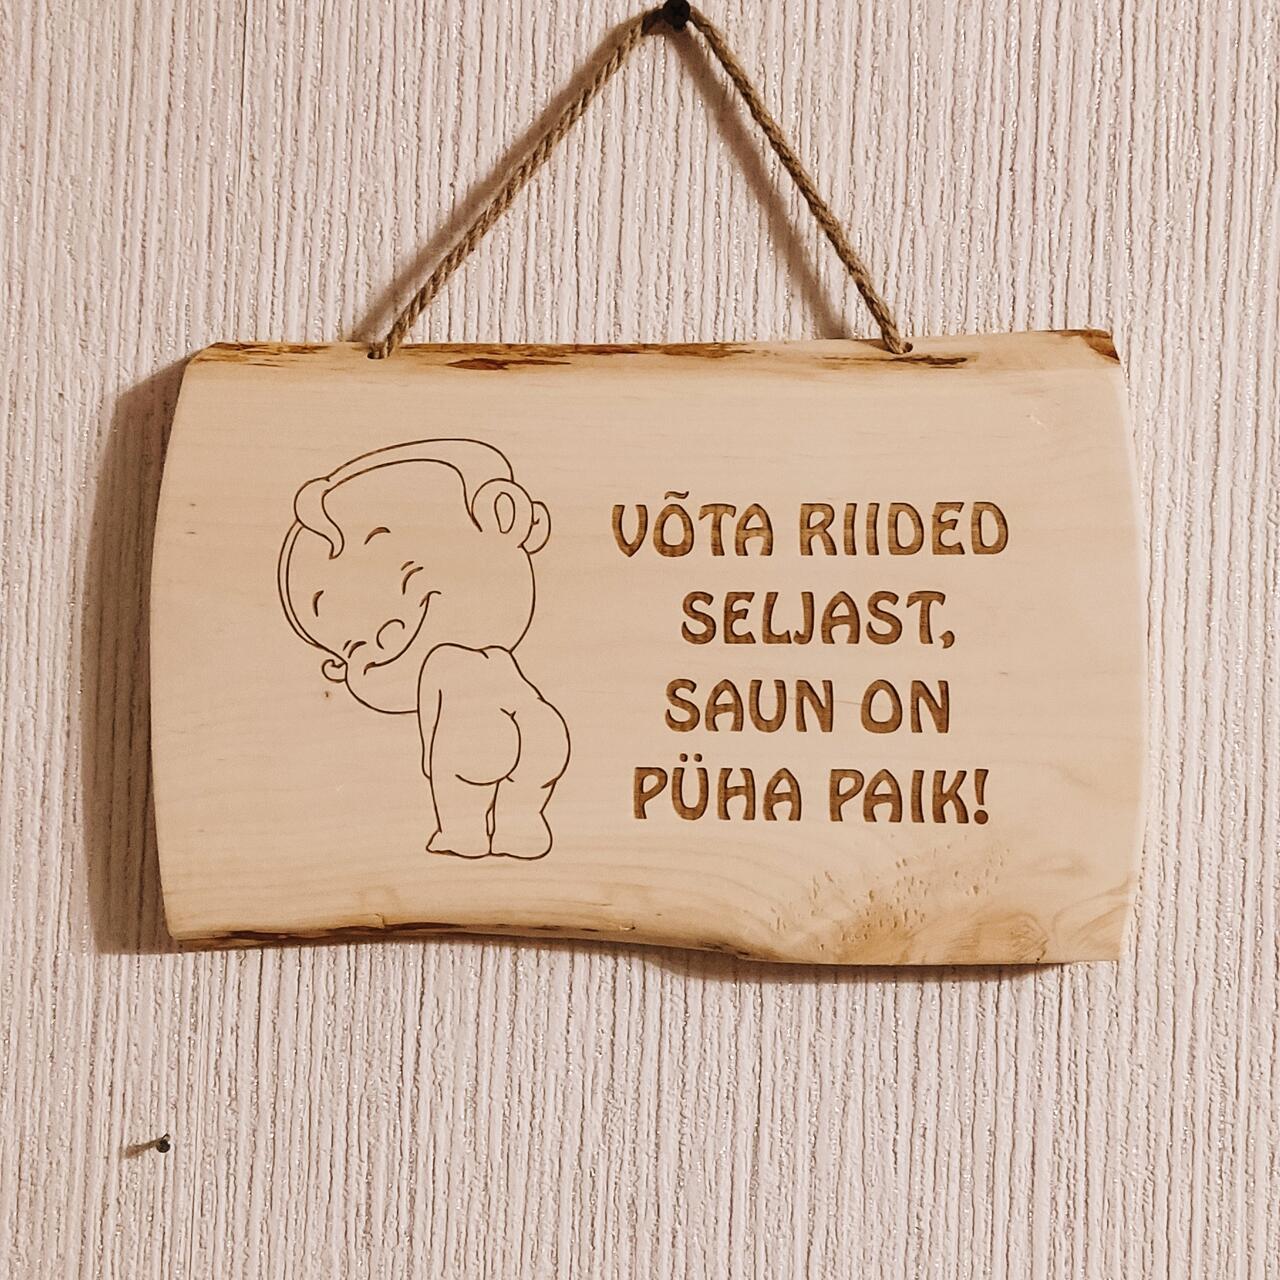 VÕTA RIIDED
SELJAST,
SAUN ON
PÜHA PAIK!